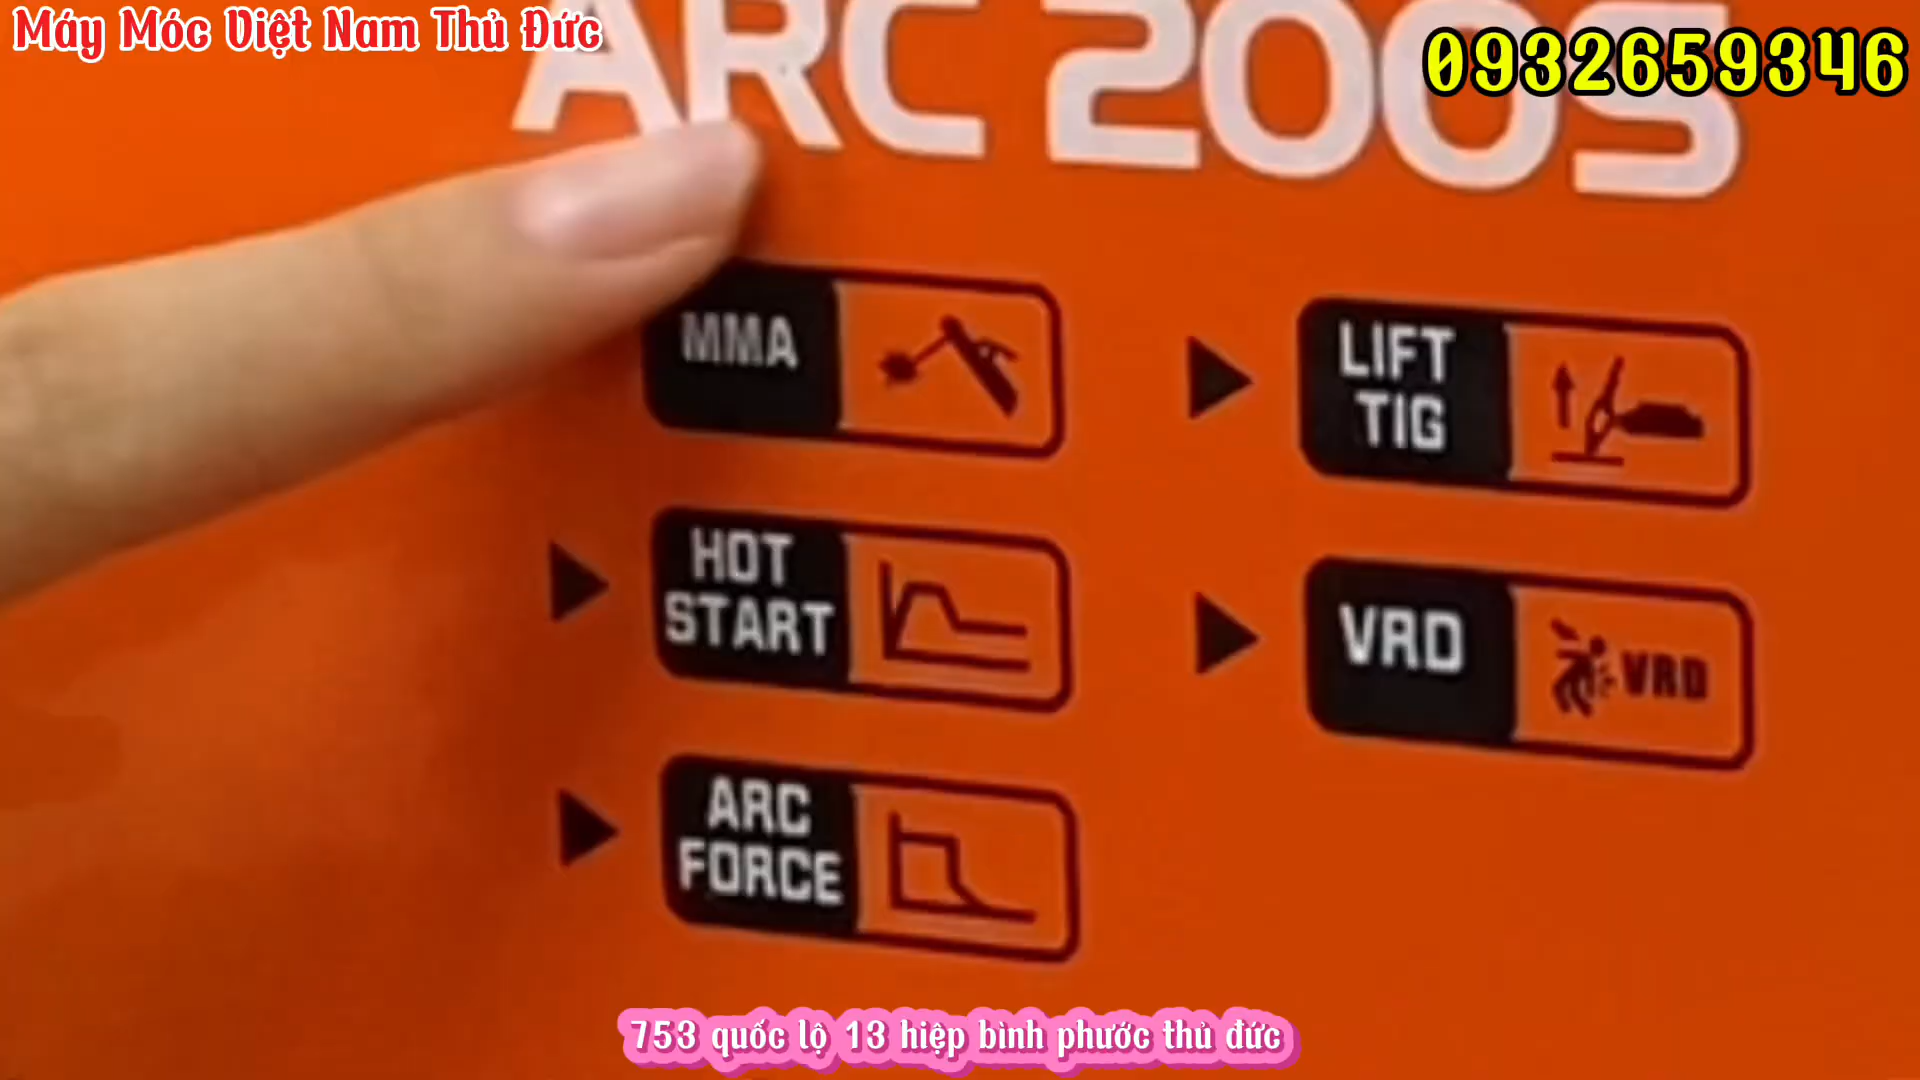 Máy Móc Việt Nam Thủ Đức
0932659346
ARC 200S
MMA
LIFT
TIG
HOT
START
VRD
VRD
ARC
FORCE
753 quốc lộ 13 hiệp bình phước thủ đức